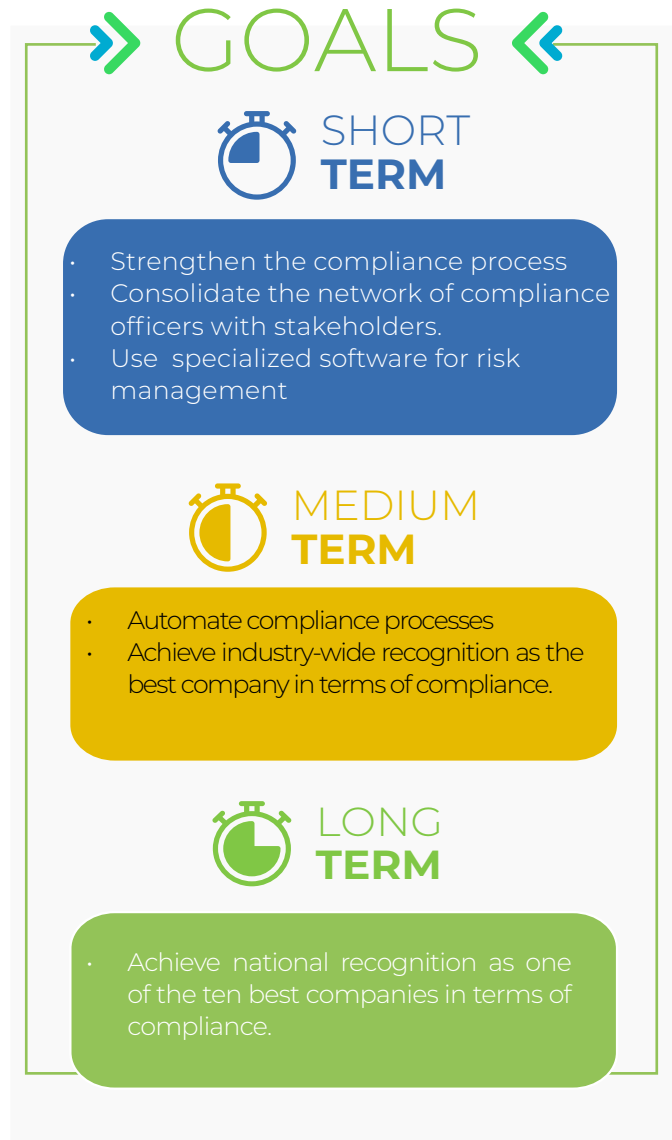 GOALS
SHORT
TERM
· Strengthen the compliance process
· Consolidate the network of compliance
officers with stakeholders.
· Use  specialized software for risk
management
MEDIUM
TERM
· Automate compliance processes
· Achieve industry-wide recognition as the
best company in terms of compliance.
LONG
TERM
· Achieve national recognition as one
of the ten best companies in terms of
compliance.